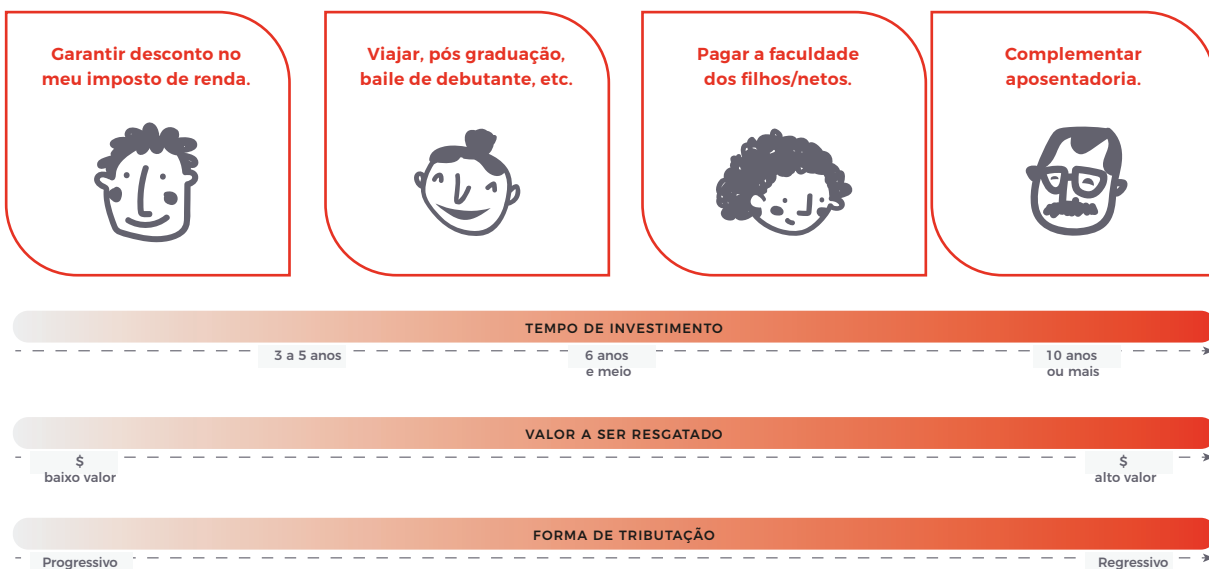 Garantir desconto no
meu imposto de renda.
Viajar, pós graduação,
baile de debutante, etc.
Pagar a faculdade
dos filhos/netos.
Complementar
aposentadoria.
TEMPO DE INVESTIMENTO
3 a 5 anos
6 anos
e meio
10 anos
ou mais
VALOR A SER RESGATADO
$
baixo valor
$
alto valor
FORMA DE TRIBUTAÇÃO
Progressivo
Regressivo